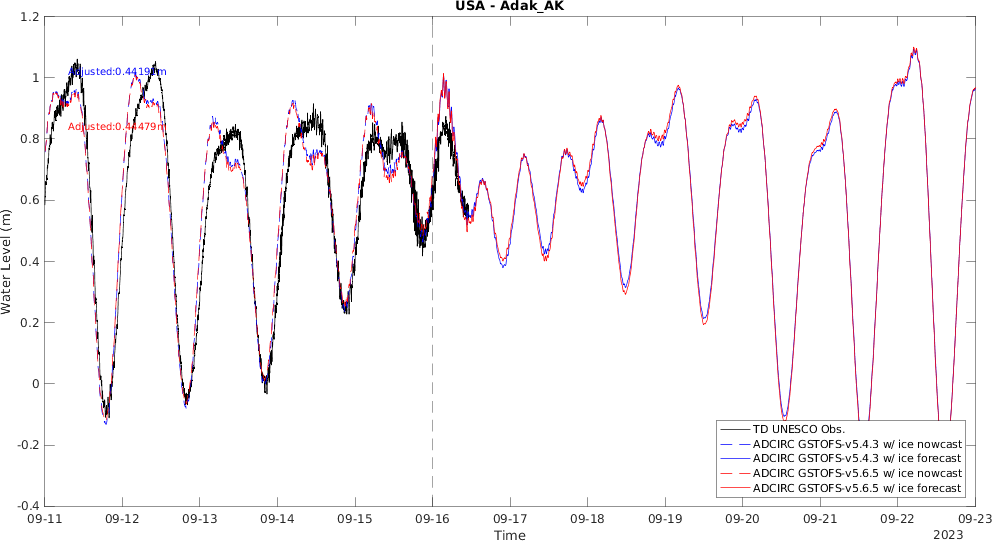 USA - Adak_AK
1.2
1
0.8
0.6
0.4
0.2
0
-0.2
-0.4
Water Level (m)
Adjusted:0.44479m
09-11 09-12 09-13 09-14 09-15 09-16 09-17 09-18 09-19 09-20 09-21 09-22 09-23
Time
2023
TD UNESCO Obs.
ADCIRC GSTOFS-v5.4.3 w/ ice nowcast
ADCIRC GSTOFS-v5.4.3 w/ ice forecast
ADCIRC GSTOFS-v5.6.5 w/ ice nowcast
ADCIRC GSTOFS-v5.6.5 w/ ice forecast